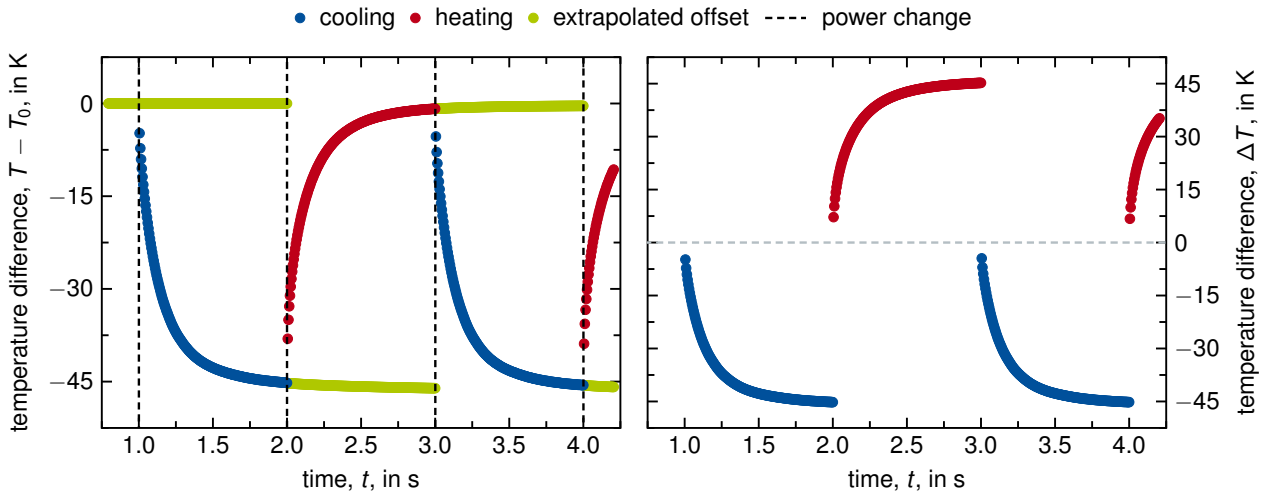 cooling heating extrapolated offset power change
temperature difference, T − T₀, in K
0
−15
−30
−45
1.0 1.5 2.0 2.5 3.0 3.5 4.0
time, t, in s
1.0 1.5 2.0 2.5 3.0 3.5 4.0
time, t, in s
45
30
15
0
−15
−30
−45
temperature difference, ΔT, in K